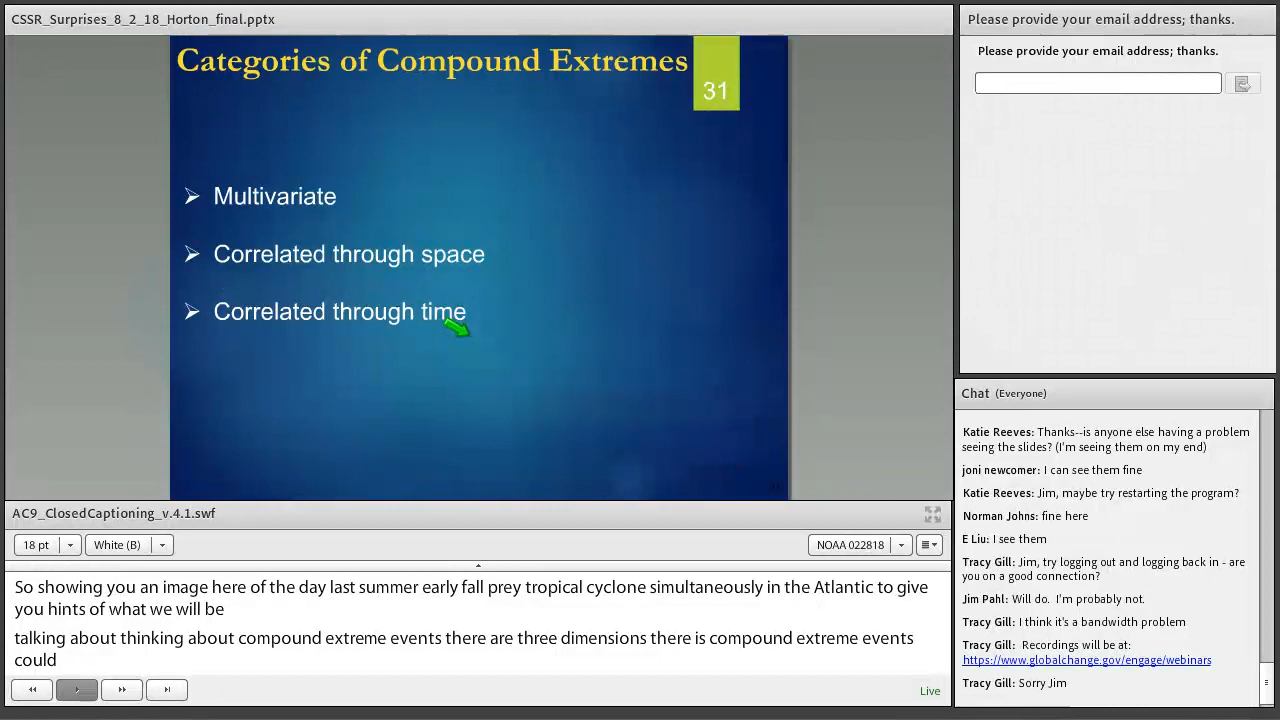 CSSR_Surprises_8_2_18_Horton_final.pptx
Categories of Compound Extremes
31
Multivariate
Correlated through space
Correlated through time
AC9_ClosedCaptioning_v.4.1.swf
18 pt
White (B)
NOAA 022818
So showing you an image here of the day last summer early fall prey tropical cyclone simultaneously in the Atlantic to give
you hints of what we will be
talking about thinking about compound extreme events there are three dimensions there is compound extreme events
could
Live
Please provide your email address; thanks.
Please provide your email address; thanks.
Chat (Everyone)
Katie Reeves: Thanks--is anyone else having a problem
seeing the slides? (I'm seeing them on my end)
joni newcomer: I can see them fine
Katie Reeves: Jim, maybe try restarting the program?
Norman Johns: fine here
E Liu: I see them
Tracy Gill: Jim, try logging out and logging back in - are
you on a good connection?
Jim Pahl: Will do. I'm probably not.
Tracy Gill: I think it's a bandwidth problem
Tracy Gill: Recordings will be at:
https://www.globalchange.gov/engage/webinars
Tracy Gill: Sorry Jim